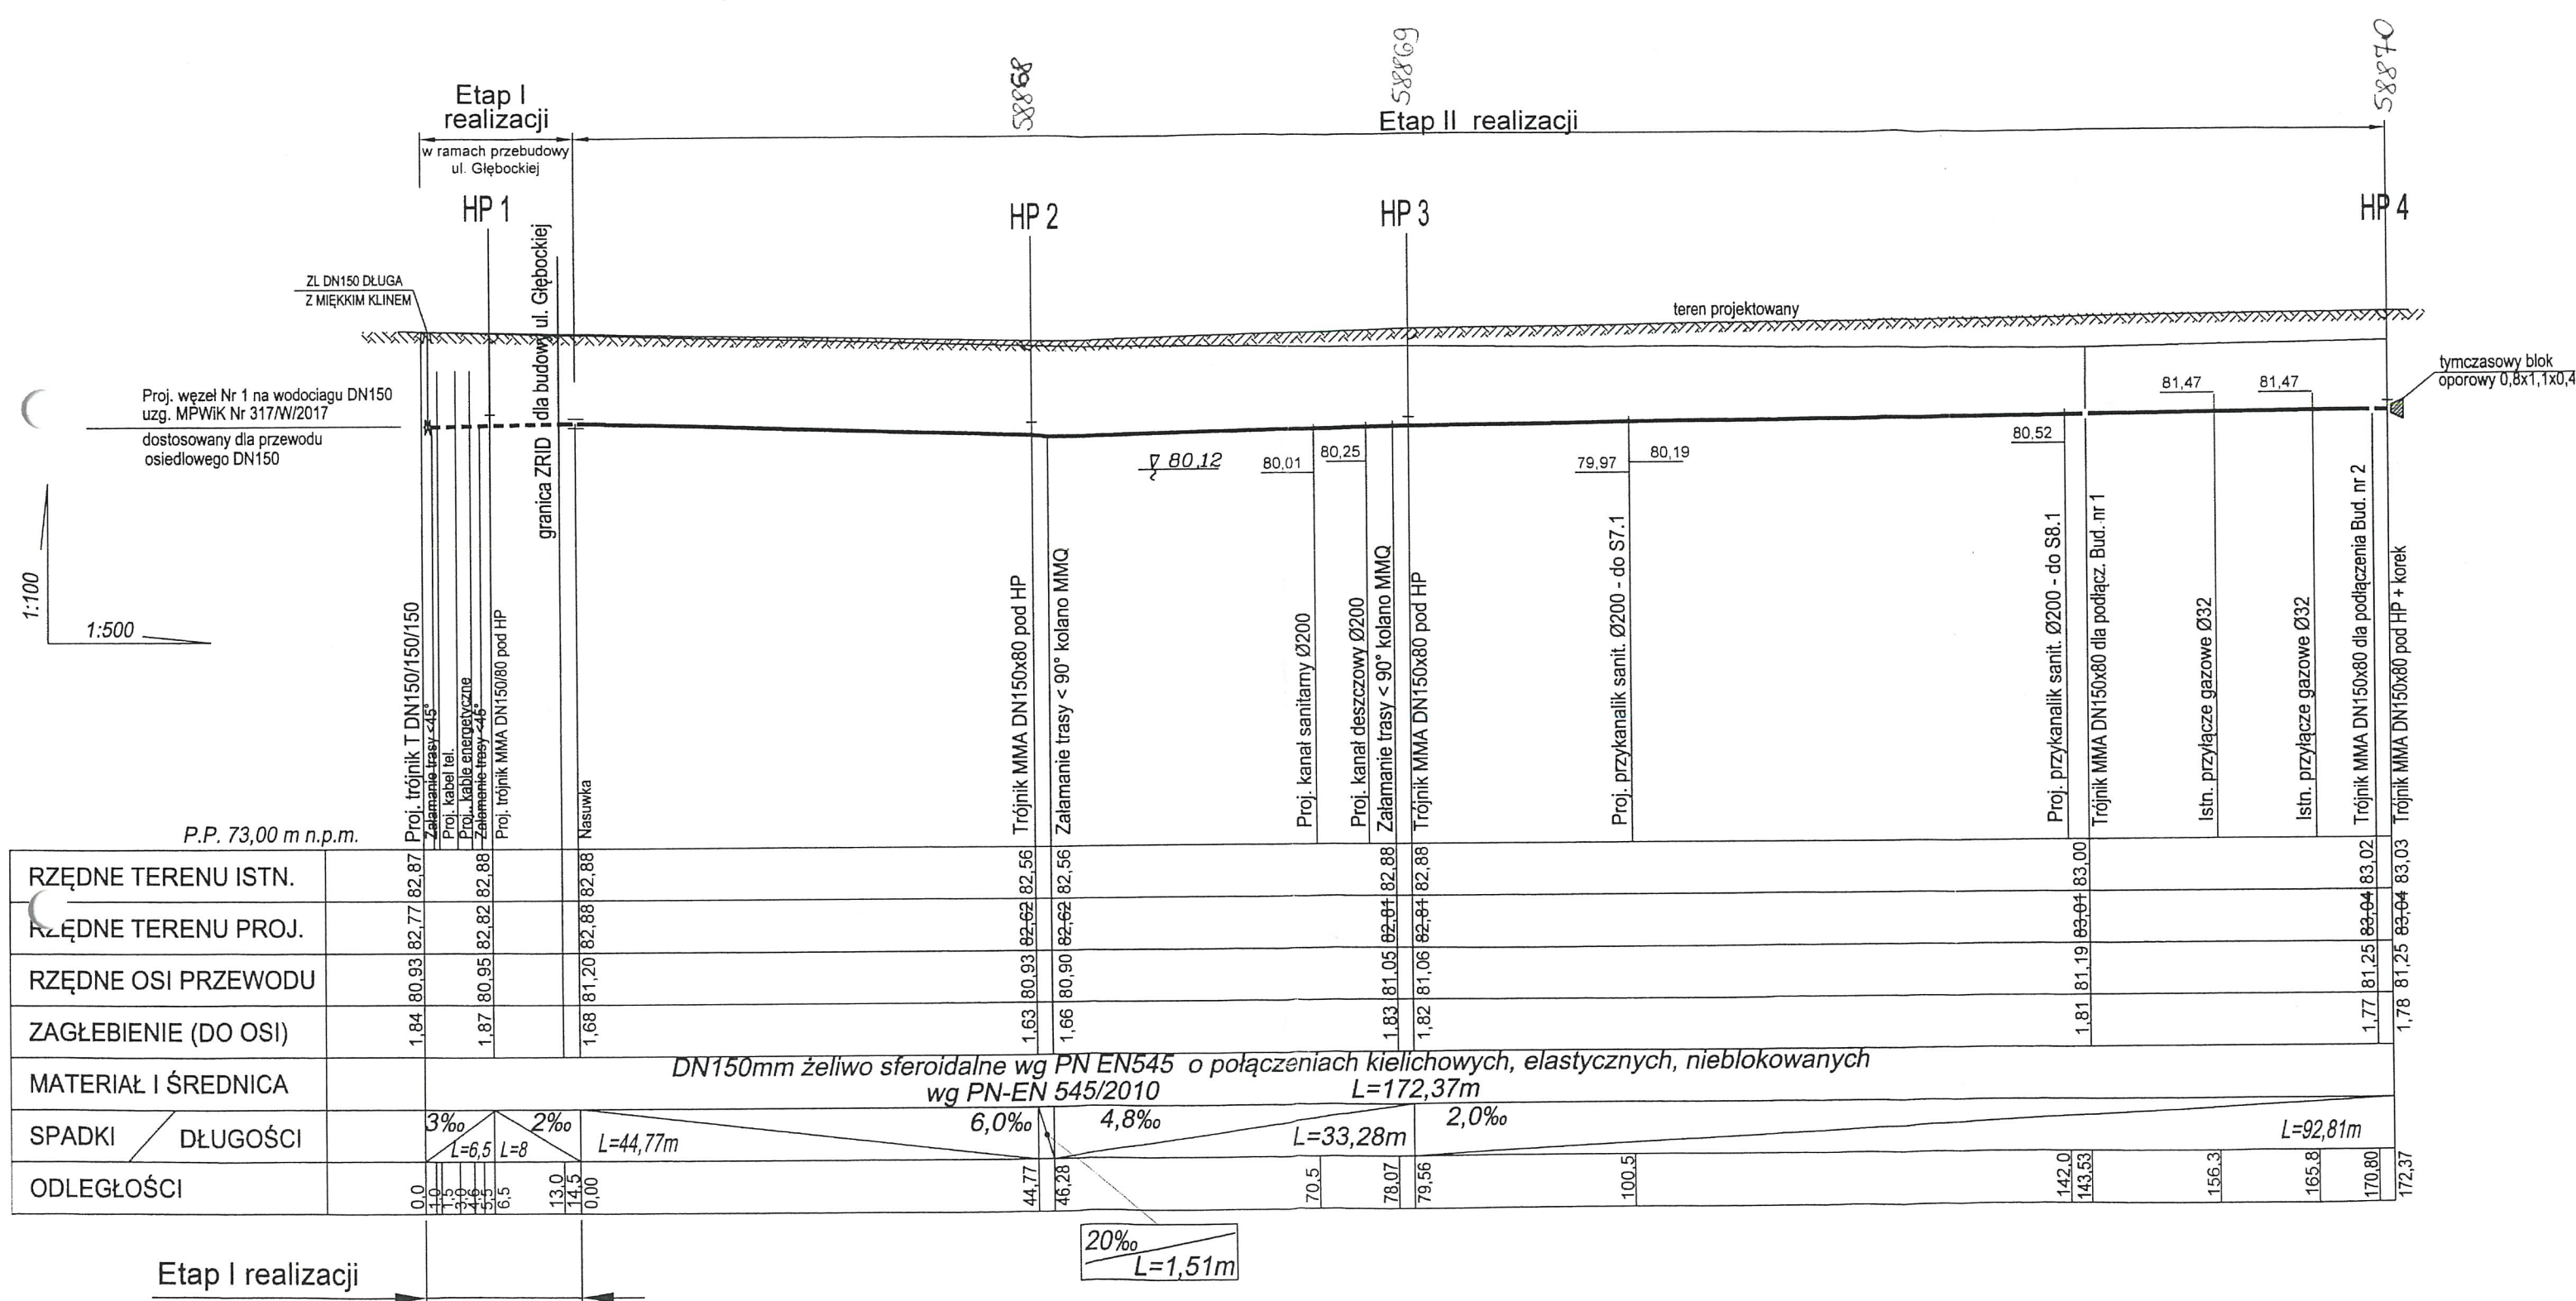 58868
58869
58870
Etap I
realizacji
w ramach przebudowy
ul. Głębockiej
Etap II realizacji
HP 1
HP 2
HP 3
HP 4
ZL DN150 DŁUGA
Z MIĘKKIM KLINEM
granica ZRID dla budowy ul. Głębockiej
teren projektowany
tymczasowy blok
oporowy 0,8x1,1x0,4
Proj. węzeł Nr 1 na wodociagu DN150
uzg. MPWiK Nr 317/W/2017
dostosowany dla przewodu
osiedlowego DN150
80,12
80,01
80,25
79,97
80,19
80,52
81,47
81,47
1:100
1:500
Proj. trójnik T DN150/150/150
Załamanie trasy <45°
Proj. kabel tel.
Proj. kable energetyczne
Załamanie trasy <45°
Proj. trójnik MMA DN150/80 pod HP
Nasuwka
Trójnik MMA DN150x80 pod HP
Załamanie trasy < 90° kolano MMQ
Proj. kanał sanitarny Ø200
Proj. kanał deszczowy Ø200
Załamanie trasy < 90° kolano MMQ
Trójnik MMA DN150x80 pod HP
Proj. przykanalik sanit. Ø200 - do S7.1
Proj. przykanalik sanit. Ø200 - do S8.1
Trójnik MMA DN150x80 dla podłącz. Bud. nr 1
Istn. przyłącze gazowe Ø32
Istn. przyłącze gazowe Ø32
Trójnik MMA DN150x80 dla podłączenia Bud. nr 2
Trójnik MMA DN150x80 pod HP + korek
P.P. 73,00 m n.p.m.
RZĘDNE TERENU ISTN. 82,87 82,88 82,88 82,56 82,56 82,88 82,88 83,00 83,02 83,03
RZĘDNE TERENU PROJ. 82,77 82,82 82,88 82,62 82,62 82,81 82,81 83,01 83,04 83,04
RZĘDNE OSI PRZEWODU 80,93 80,95 81,20 80,93 80,90 81,05 81,06 81,19 81,25 81,25
ZAGŁEBIENIE (DO OSI) 1,84 1,87 1,68 1,63 1,66 1,83 1,82 1,81 1,77 1,78
MATERIAŁ I ŚREDNICA
DN150mm żeliwo sferoidalne wg PN EN545 o połączeniach kielichowych, elastycznych, nieblokowanych
wg PN-EN 545/2010 L=172,37m
SPADKI DŁUGOŚCI
3‰ L=6,5 2‰ L=8 L=44,77m 6,0‰ 4,8‰ L=33,28m 2,0‰ L=92,81m
ODLEGŁOŚCI 0,0 1,0 1,5 3,0 4,6 5,5 6,5 13,0 14,5 0,00 44,77 46,28 70,5 78,07 79,56 100,5 142,0 143,53 156,3 165,8 170,80 172,37
20‰
L=1,51m
Etap I realizacji